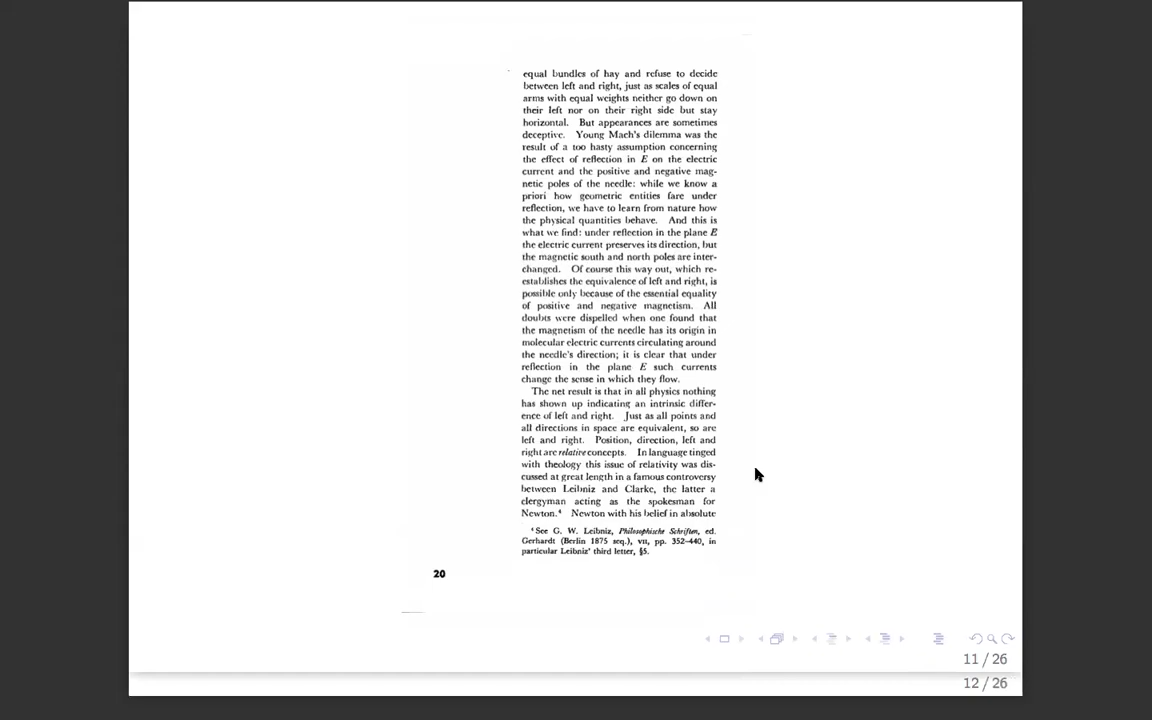 equal bundles of hay and refuse to decide
between left and right, just as scales of equal
arms with equal weights neither go down on
their left nor on their right side but stay
horizontal. But appearances are sometimes
deceptive. Young Mach's dilemma was the
result of a too hasty assumption concerning
the effect of reflection in E on the electric
current and the positive and negative mag-
netic poles of the needle: while we know a
priori how geometric entities fare under
reflection, we have to learn from nature how
the physical quantities behave. And this is
what we find: under reflection in the plane E
the electric current preserves its direction, but
the magnetic south and north poles are inter-
changed. Of course this way out, which re-
establishes the equivalence of left and right, is
possible only because of the essential equality
of positive and negative magnetism. All
doubts were dispelled when one found that
the magnetism of the needle has its origin in
molecular electric currents circulating around
the needle's direction; it is clear that under
reflection in the plane E such currents
change the sense in which they flow.
The net result is that in all physics nothing
has shown up indicating an intrinsic differ-
ence of left and right. Just as all points and
all directions in space are equivalent, so are
left and right. Position, direction, left and
right are relative concepts. In language tinged
with theology this issue of relativity was dis-
cussed at great length in a famous controversy
between Leibniz and Clarke, the latter a
clergyman acting as the spokesman for
Newton.⁴ Newton with his belief in absolute
⁴ See G. W. Leibniz, Philosophische Schriften, ed.
Gerhardt (Berlin 1875 seq.), VII, pp. 352–440, in
particular Leibniz' third letter, §5.
20
11 / 26
12 / 26